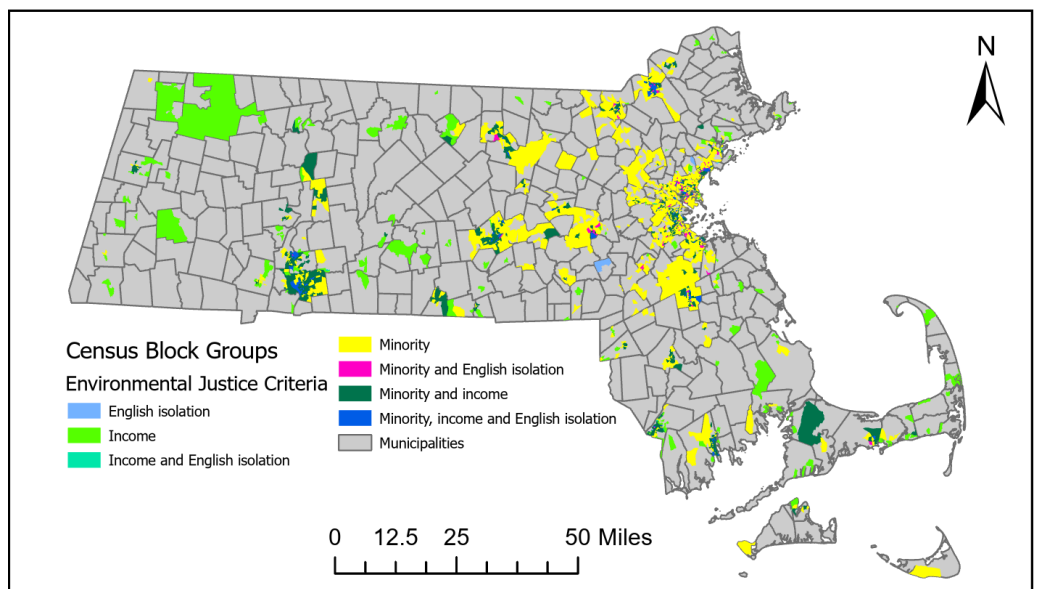 N
Census Block Groups
Environmental Justice Criteria
English isolation
Income
Income and English isolation
Minority
Minority and English isolation
Minority and income
Minority, income and English isolation
Municipalities
0 12.5 25 50 Miles